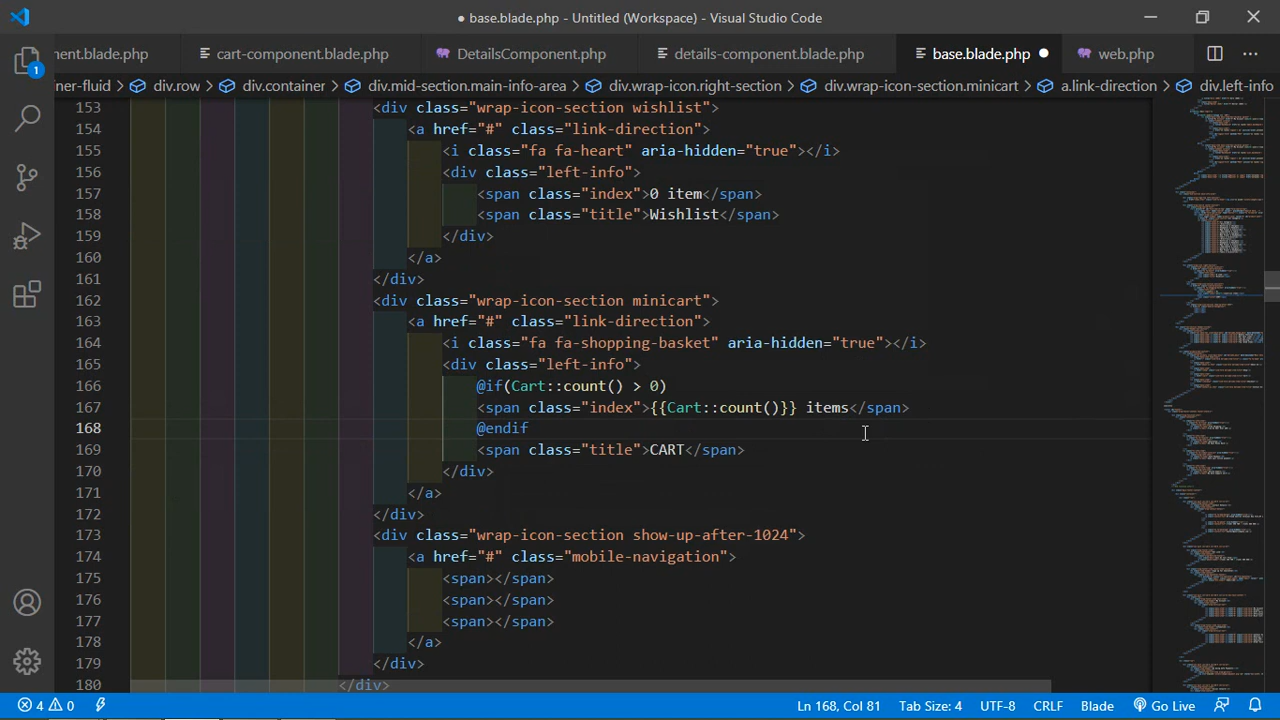 ● base.blade.php - Untitled (Workspace) - Visual Studio Code
nent.blade.php cart-component.blade.php DetailsComponent.php details-component.blade.php base.blade.php ● web.php
ner-fluid > div.row > div.container > div.mid-section.main-info-area > div.wrap-icon.right-section > div.wrap-icon-section.minicart > a.link-direction > div.left-info
1
153 <div class="wrap-icon-section wishlist">
154 <a href="#" class="link-direction">
155 <i class="fa fa-heart" aria-hidden="true"></i>
156 <div class="left-info">
157 <span class="index">0 item</span>
158 <span class="title">Wishlist</span>
159 </div>
160 </a>
161 </div>
162 <div class="wrap-icon-section minicart">
163 <a href="#" class="link-direction">
164 <i class="fa fa-shopping-basket" aria-hidden="true"></i>
165 <div class="left-info">
166 @if(Cart::count() > 0)
167 <span class="index">{{Cart::count()}} items</span>
168 @endif
169 <span class="title">CART</span>
170 </div>
171 </a>
172 </div>
173 <div class="wrap-icon-section show-up-after-1024">
174 <a href="#" class="mobile-navigation">
175 <span></span>
176 <span></span>
177 <span></span>
178 </a>
179 </div>
180 </div>
4 0 Ln 168, Col 81 Tab Size: 4 UTF-8 CRLF Blade Go Live